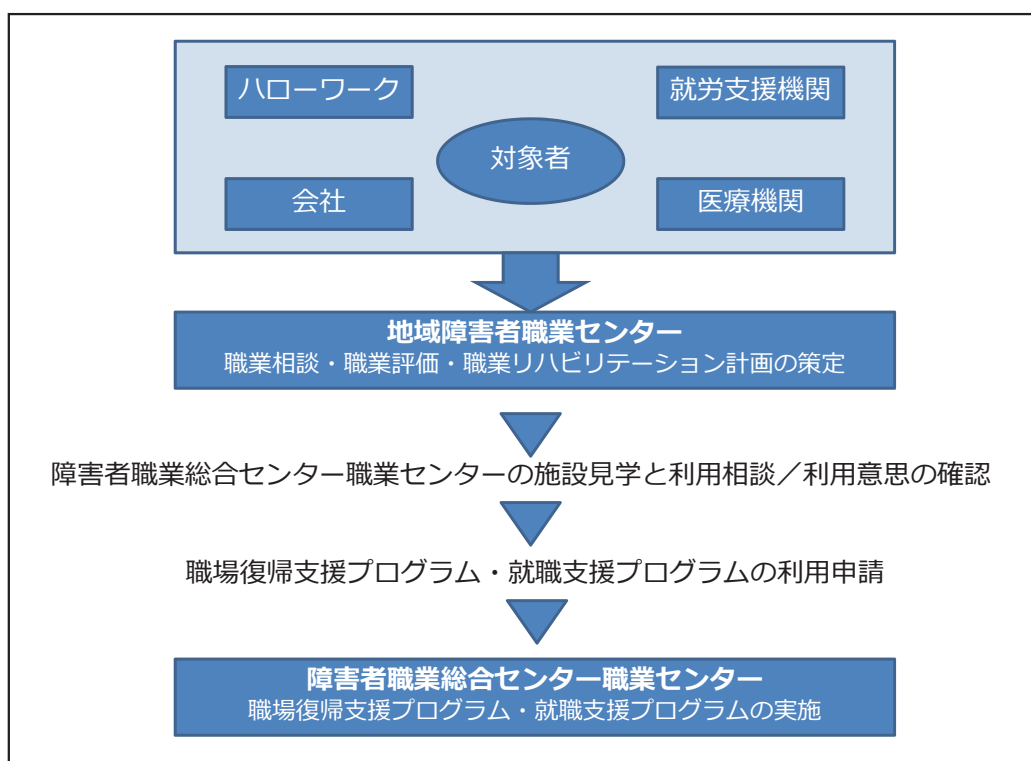 ハローワーク
就労支援機関
対象者
会社
医療機関
地域障害者職業センター
職業相談・職業評価・職業リハビリテーション計画の策定
障害者職業総合センター職業センターの施設見学と利用相談／利用意思の確認
職場復帰支援プログラム・就職支援プログラムの利用申請
障害者職業総合センター職業センター
職場復帰支援プログラム・就職支援プログラムの実施